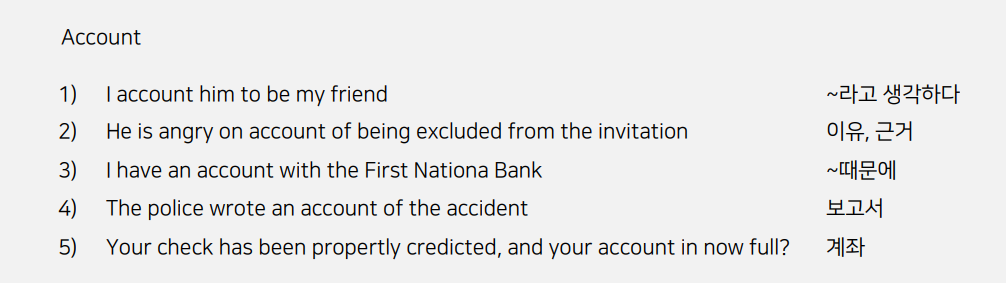 Account
1) I account him to be my friend ~라고 생각하다
2) He is angry on account of being excluded from the invitation 이유, 근거
3) I have an account with the First Nationa Bank ~때문에
4) The police wrote an account of the accident 보고서
5) Your check has been propertly credicted, and your account in now full? 계좌